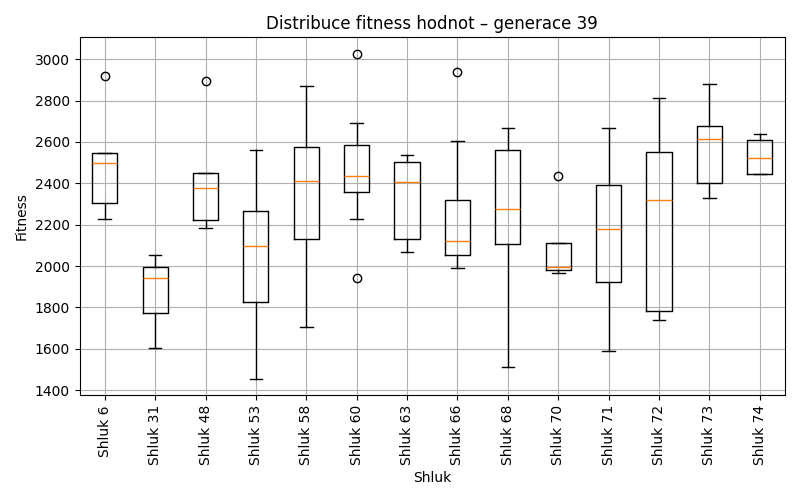 Distribuce fitness hodnot – generace 39
Fitness
3000
2800
2600
2400
2200
2000
1800
1600
1400
Shluk 6
Shluk 31
Shluk 48
Shluk 53
Shluk 58
Shluk 60
Shluk 63
Shluk 66
Shluk 68
Shluk 70
Shluk 71
Shluk 72
Shluk 73
Shluk 74
Shluk